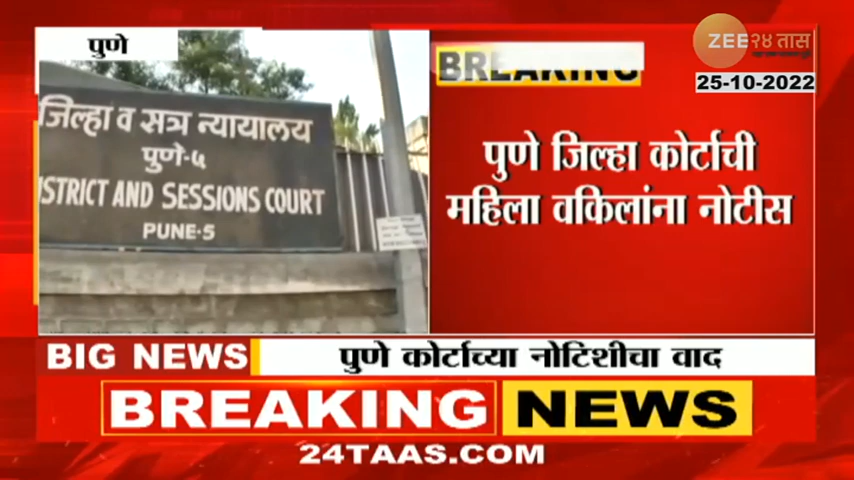 पुणे
ZEE २४ तास
25-10-2022
BREAKING
जिल्हा व सत्र न्यायालय
पुणे-५
ISTRICT AND SESSIONS COURT
PUNE-5
पुणे जिल्हा कोर्टाची
महिला वकिलांना नोटीस
BIG NEWS
पुणे कोर्टाच्या नोटिशीचा वाद
BREAKING NEWS
24TAAS.COM